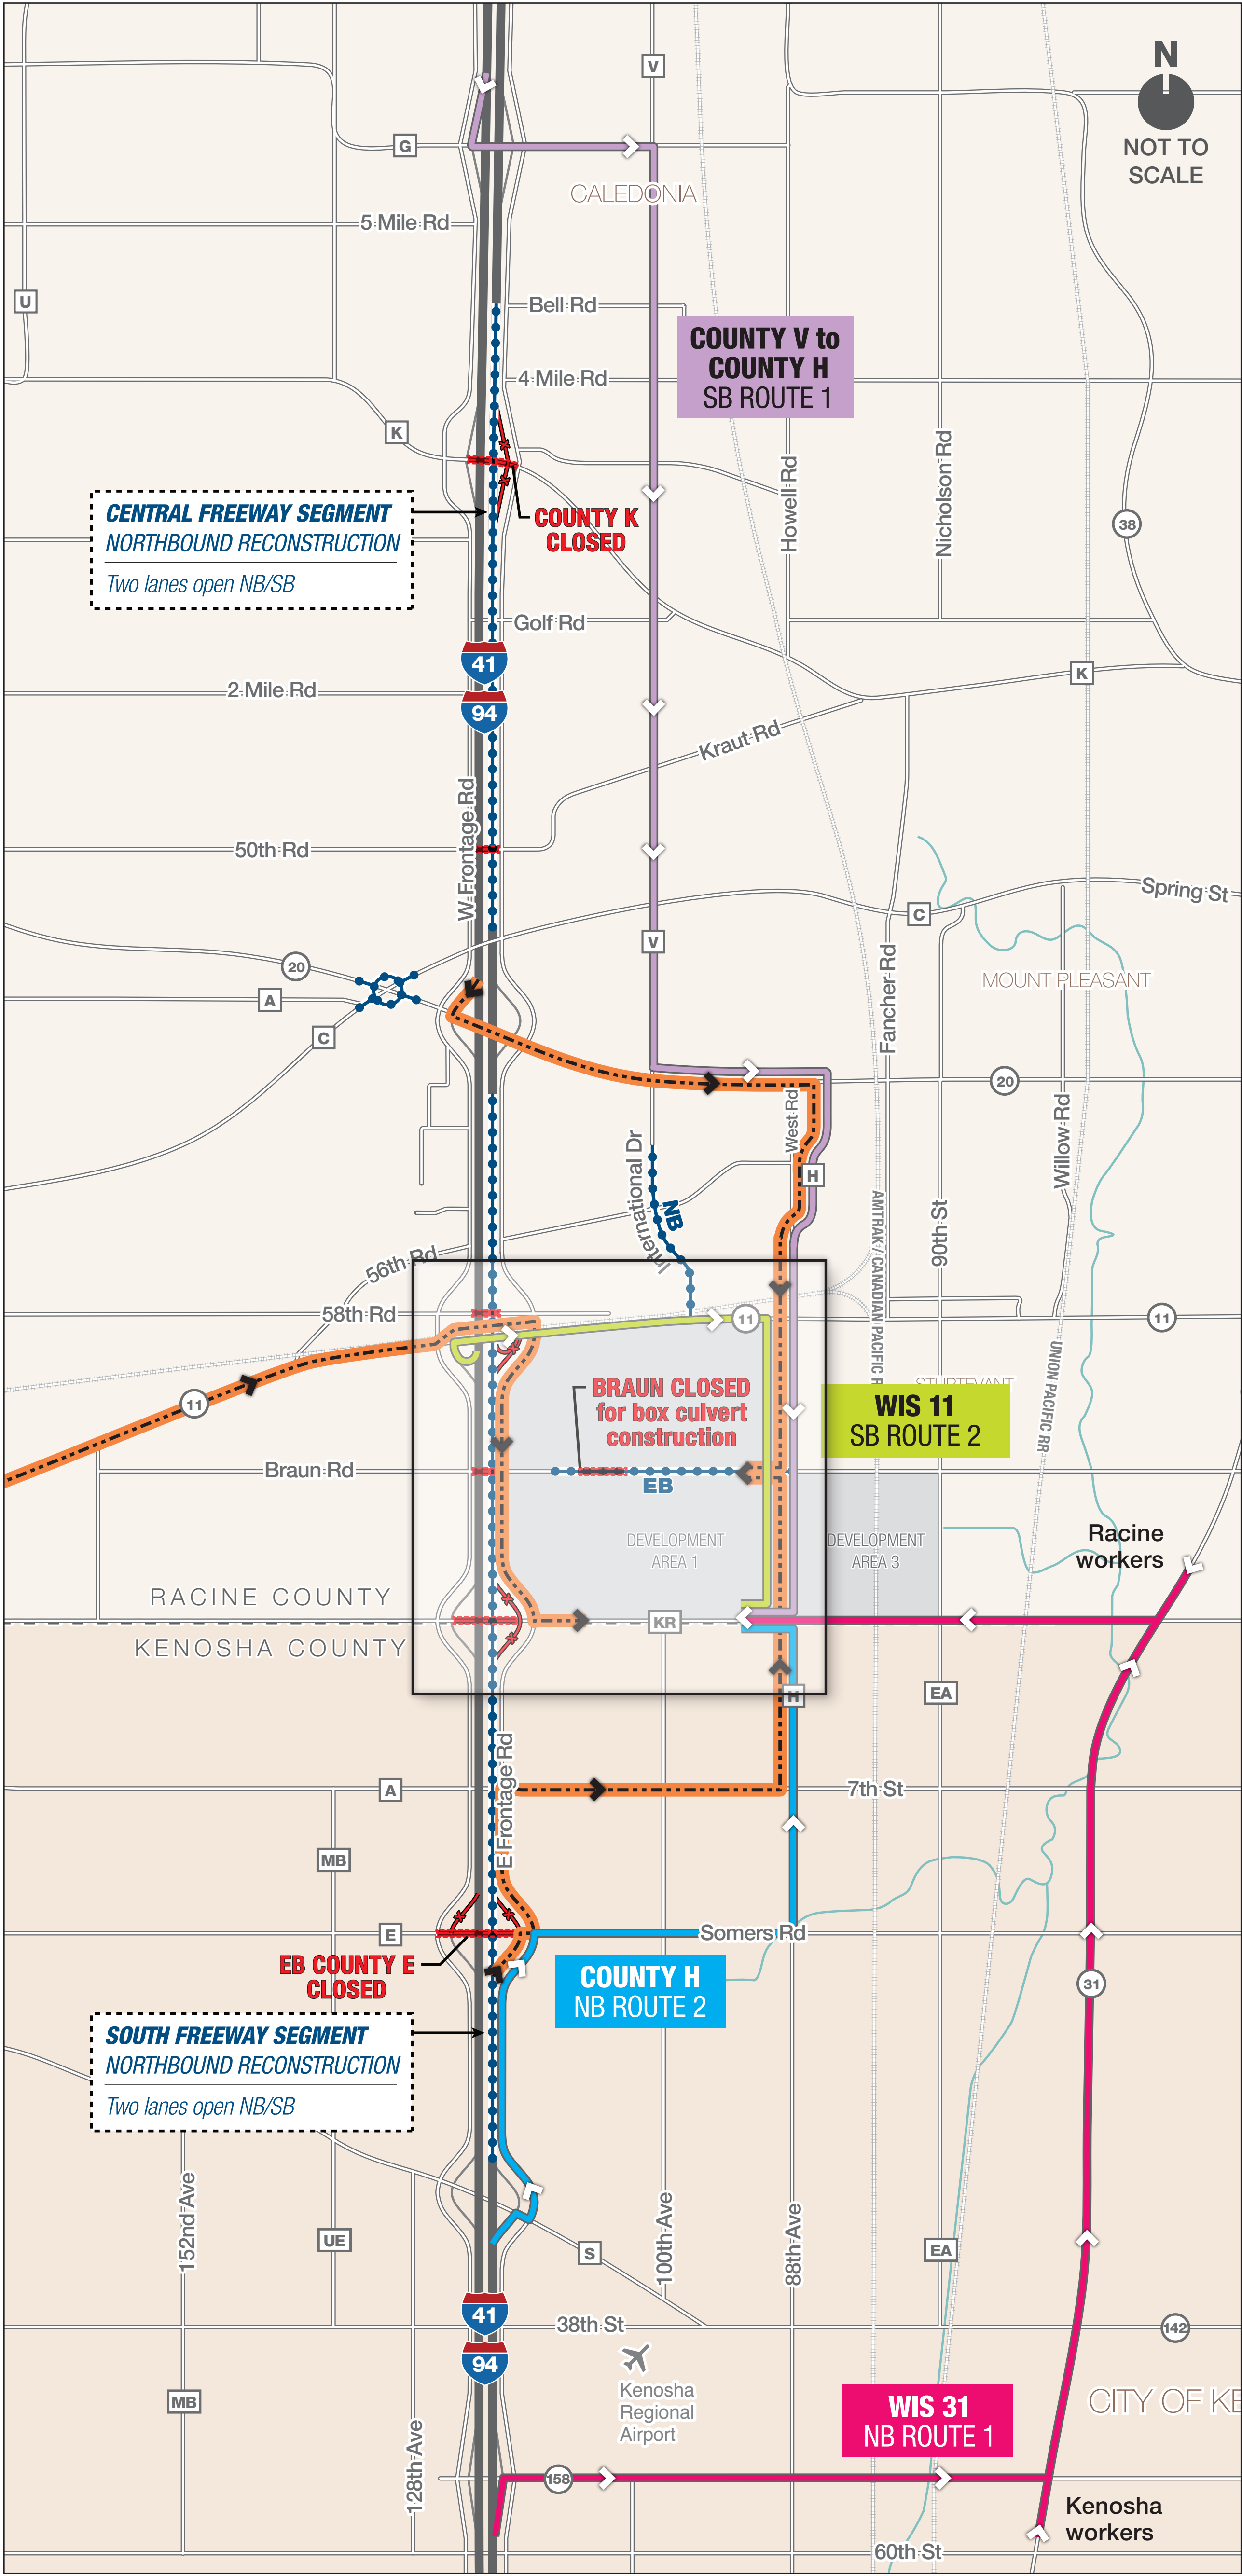 N
NOT TO
SCALE
V
G
CALEDONIA
5 Mile Rd
U
Bell Rd
COUNTY V to
COUNTY H
SB ROUTE 1
4 Mile Rd
K
Howell Rd
Nicholson Rd
38
CENTRAL FREEWAY SEGMENT
NORTHBOUND RECONSTRUCTION
Two lanes open NB/SB
COUNTY K
CLOSED
Golf Rd
41
K
2 Mile Rd
94
Kraut Rd
W Frontage Rd
50th Rd
Spring St
C
V
20
A
MOUNT PLEASANT
Fancher Rd
C
20
West Rd
Willow Rd
International Dr
H
NB
AMTRAK / CANADIAN PACIFIC R
90th St
56th Rd
58th Rd
11
11
UNION PACIFIC RR
STURTEVANT
BRAUN CLOSED
for box culvert
construction
WIS 11
SB ROUTE 2
11
Braun Rd
EB
DEVELOPMENT
AREA 1
DEVELOPMENT
AREA 3
Racine
workers
RACINE COUNTY
KR
KENOSHA COUNTY
H
EA
E Frontage Rd
A
7th St
MB
E
Somers Rd
EB COUNTY E
CLOSED
COUNTY H
NB ROUTE 2
31
SOUTH FREEWAY SEGMENT
NORTHBOUND RECONSTRUCTION
Two lanes open NB/SB
152nd Ave
UE
S
100th Ave
88th Ave
EA
41
38th St
142
94
Kenosha
Regional
Airport
MB
CITY OF KE
WIS 31
NB ROUTE 1
128th Ave
158
Kenosha
workers
60th St